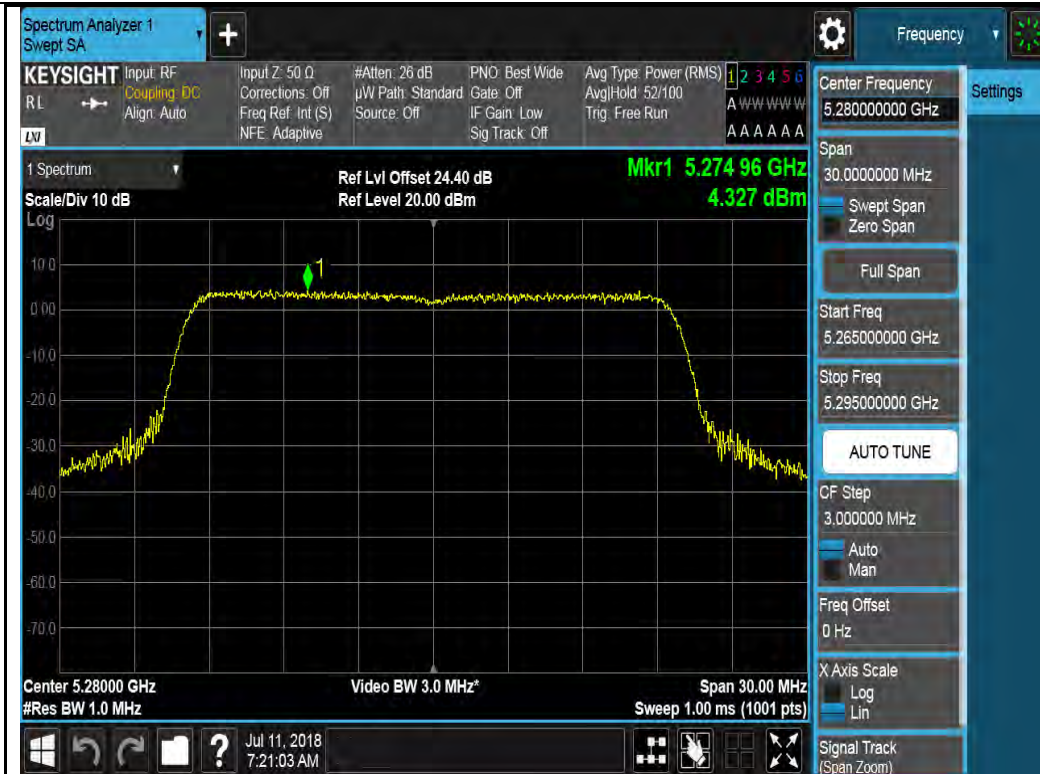 Spectrum Analyzer 1
Swept SA
+
Frequency
KEYSIGHT
RL
LXI
Input: RF
Coupling: DC
Align: Auto
Input Z: 50 Ω
Corrections: Off
Freq Ref: Int (S)
NFE: Adaptive
#Atten: 26 dB
µW Path: Standard
Source: Off
PNO: Best Wide
Gate: Off
IF Gain: Low
Sig Track: Off
Avg Type: Power (RMS)
Avg|Hold: 52/100
Trig: Free Run
1 2 3 4 5 6
A W W W W W
A A A A A A
1 Spectrum
Scale/Div 10 dB
Ref Lvl Offset 24.40 dB
Ref Level 20.00 dBm
Mkr1 5.274 96 GHz
4.327 dBm
Log
1
10.0
0.00
-10.0
-20.0
-30.0
-40.0
-50.0
-60.0
-70.0
Center 5.28000 GHz
#Res BW 1.0 MHz
Video BW 3.0 MHz*
Span 30.00 MHz
Sweep 1.00 ms (1001 pts)
?
Jul 11, 2018
7:21:03 AM
Center Frequency
5.280000000 GHz
Span
30.0000000 MHz
Swept Span
Zero Span
Full Span
Start Freq
5.265000000 GHz
Stop Freq
5.295000000 GHz
AUTO TUNE
CF Step
3.000000 MHz
Auto
Man
Freq Offset
0 Hz
X Axis Scale
Log
Lin
Signal Track
(Span Zoom)
Settings